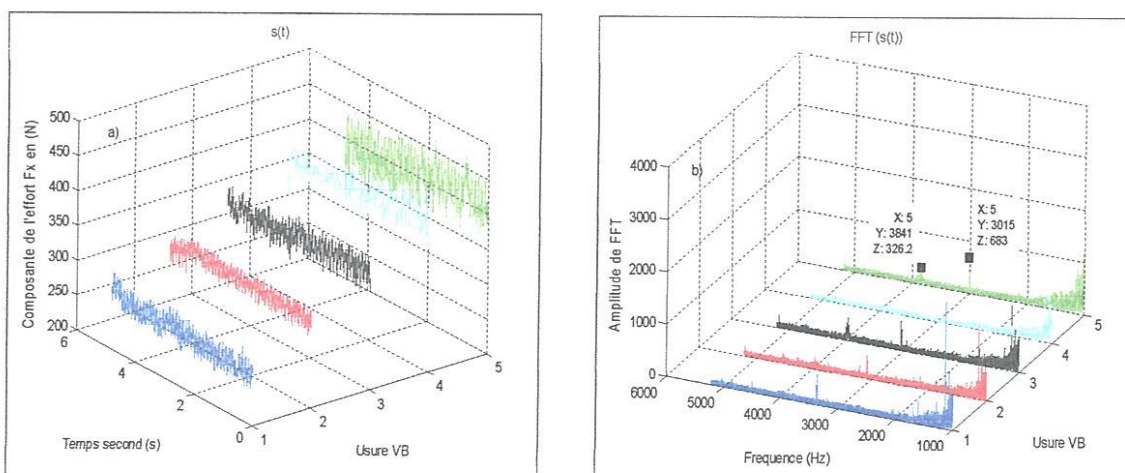 s(t)
a)
Composante de l'effort Fx en (N)
500
450
400
350
300
250
200
6
4
2
0
Temps second (s)
1
2
3
4
5
Usure VB
FFT (s(t))
b)
Amplitude de FFT
4000
3000
2000
1000
0
X: 5
Y: 3841
Z: 326.2
X: 5
Y: 3015
Z: 683
6000
5000
4000
3000
2000
1000
Frequence (Hz)
1
2
3
4
5
Usure VB